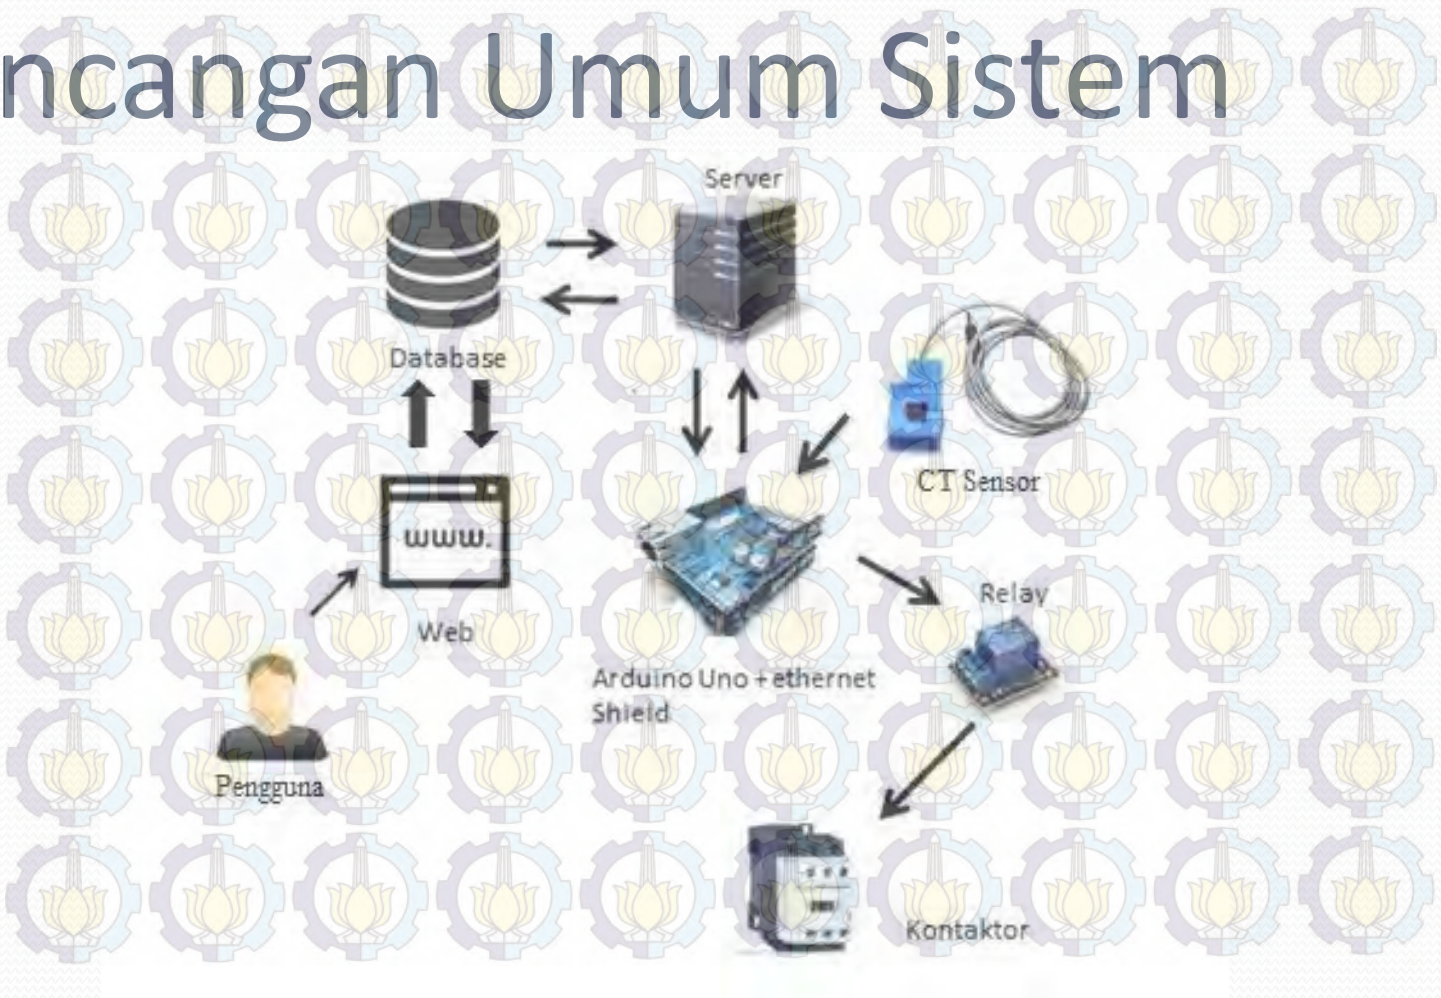 ncangan Umum Sistem
Server
Database
CT Sensor
www.
Relay
Web
Arduino Uno + ethernet
Shield
Pengguna
Kontaktor